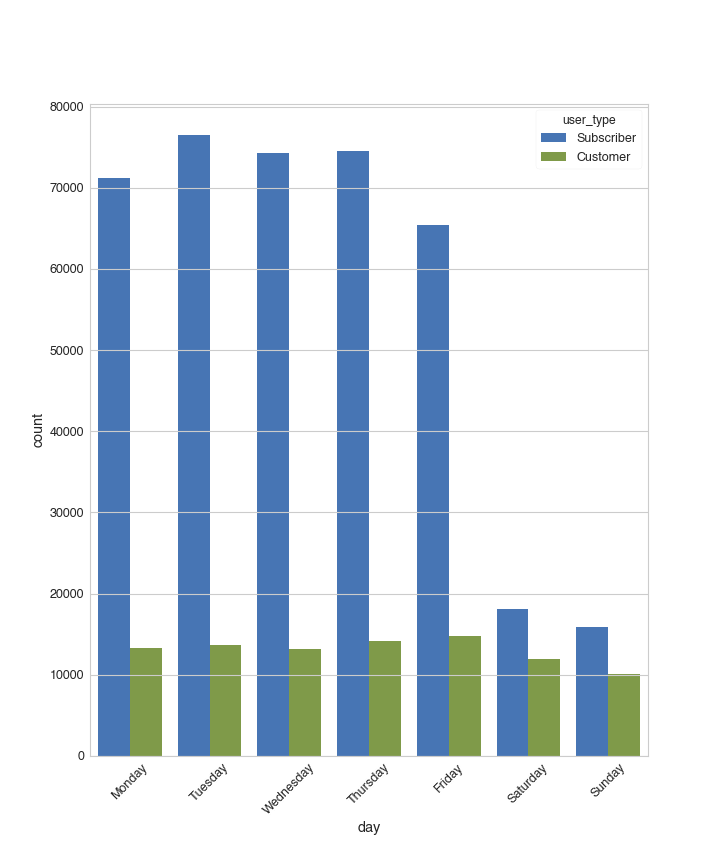 80000
70000
60000
50000
40000
30000
20000
10000
0
count
user_type
Subscriber
Customer
Monday
Tuesday
Wednesday
Thursday
Friday
Saturday
Sunday
day